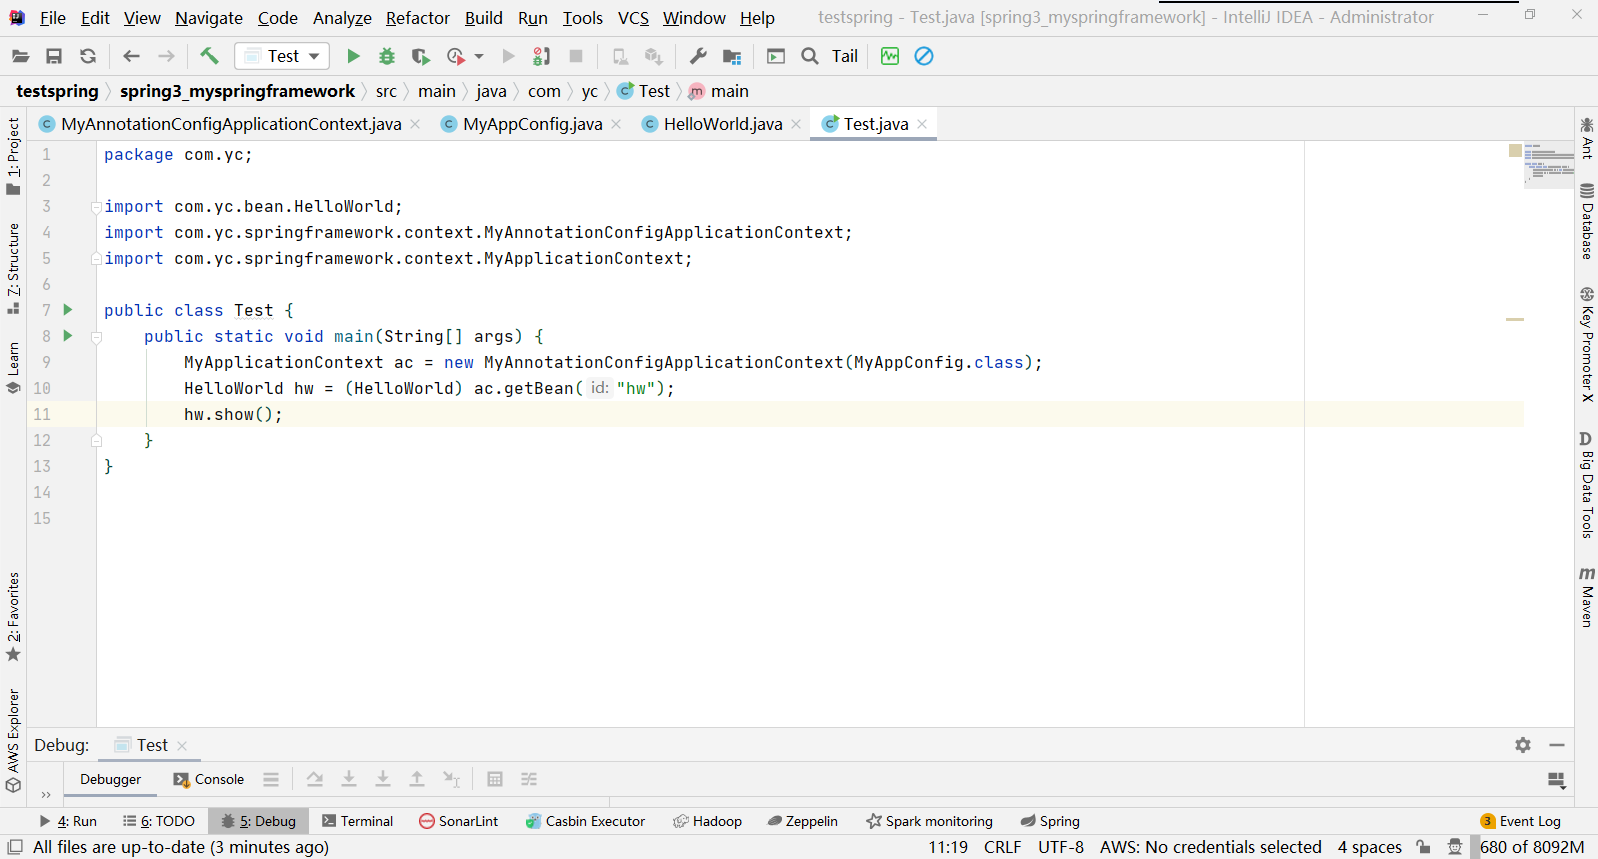 File Edit View Navigate Code Analyze Refactor Build Run Tools VCS Window Help testspring - Test.java [spring3_myspringframework] - IntelliJ IDEA - Administrator
Test Tail
testspring spring3_myspringframework src main java com yc Test main
MyAnnotationConfigApplicationContext.java MyAppConfig.java HelloWorld.java Test.java
1 package com.yc;
2
3 import com.yc.bean.HelloWorld;
4 import com.yc.springframework.context.MyAnnotationConfigApplicationContext;
5 import com.yc.springframework.context.MyApplicationContext;
6
7 public class Test {
8 public static void main(String[] args) {
9 MyApplicationContext ac = new MyAnnotationConfigApplicationContext(MyAppConfig.class);
10 HelloWorld hw = (HelloWorld) ac.getBean( id: "hw");
11 hw.show();
12 }
13 }
14
15
1: Project
7: Structure
Learn
2: Favorites
AWS Explorer
Ant
Database
Key Promoter X
D Big Data Tools
m Maven
Debug: Test
Debugger Console
4: Run 6: TODO 5: Debug Terminal SonarLint Casbin Executor Hadoop Zeppelin Spark monitoring Spring 3 Event Log
All files are up-to-date (3 minutes ago) 11:19 CRLF UTF-8 AWS: No credentials selected 4 spaces 680 of 8092M